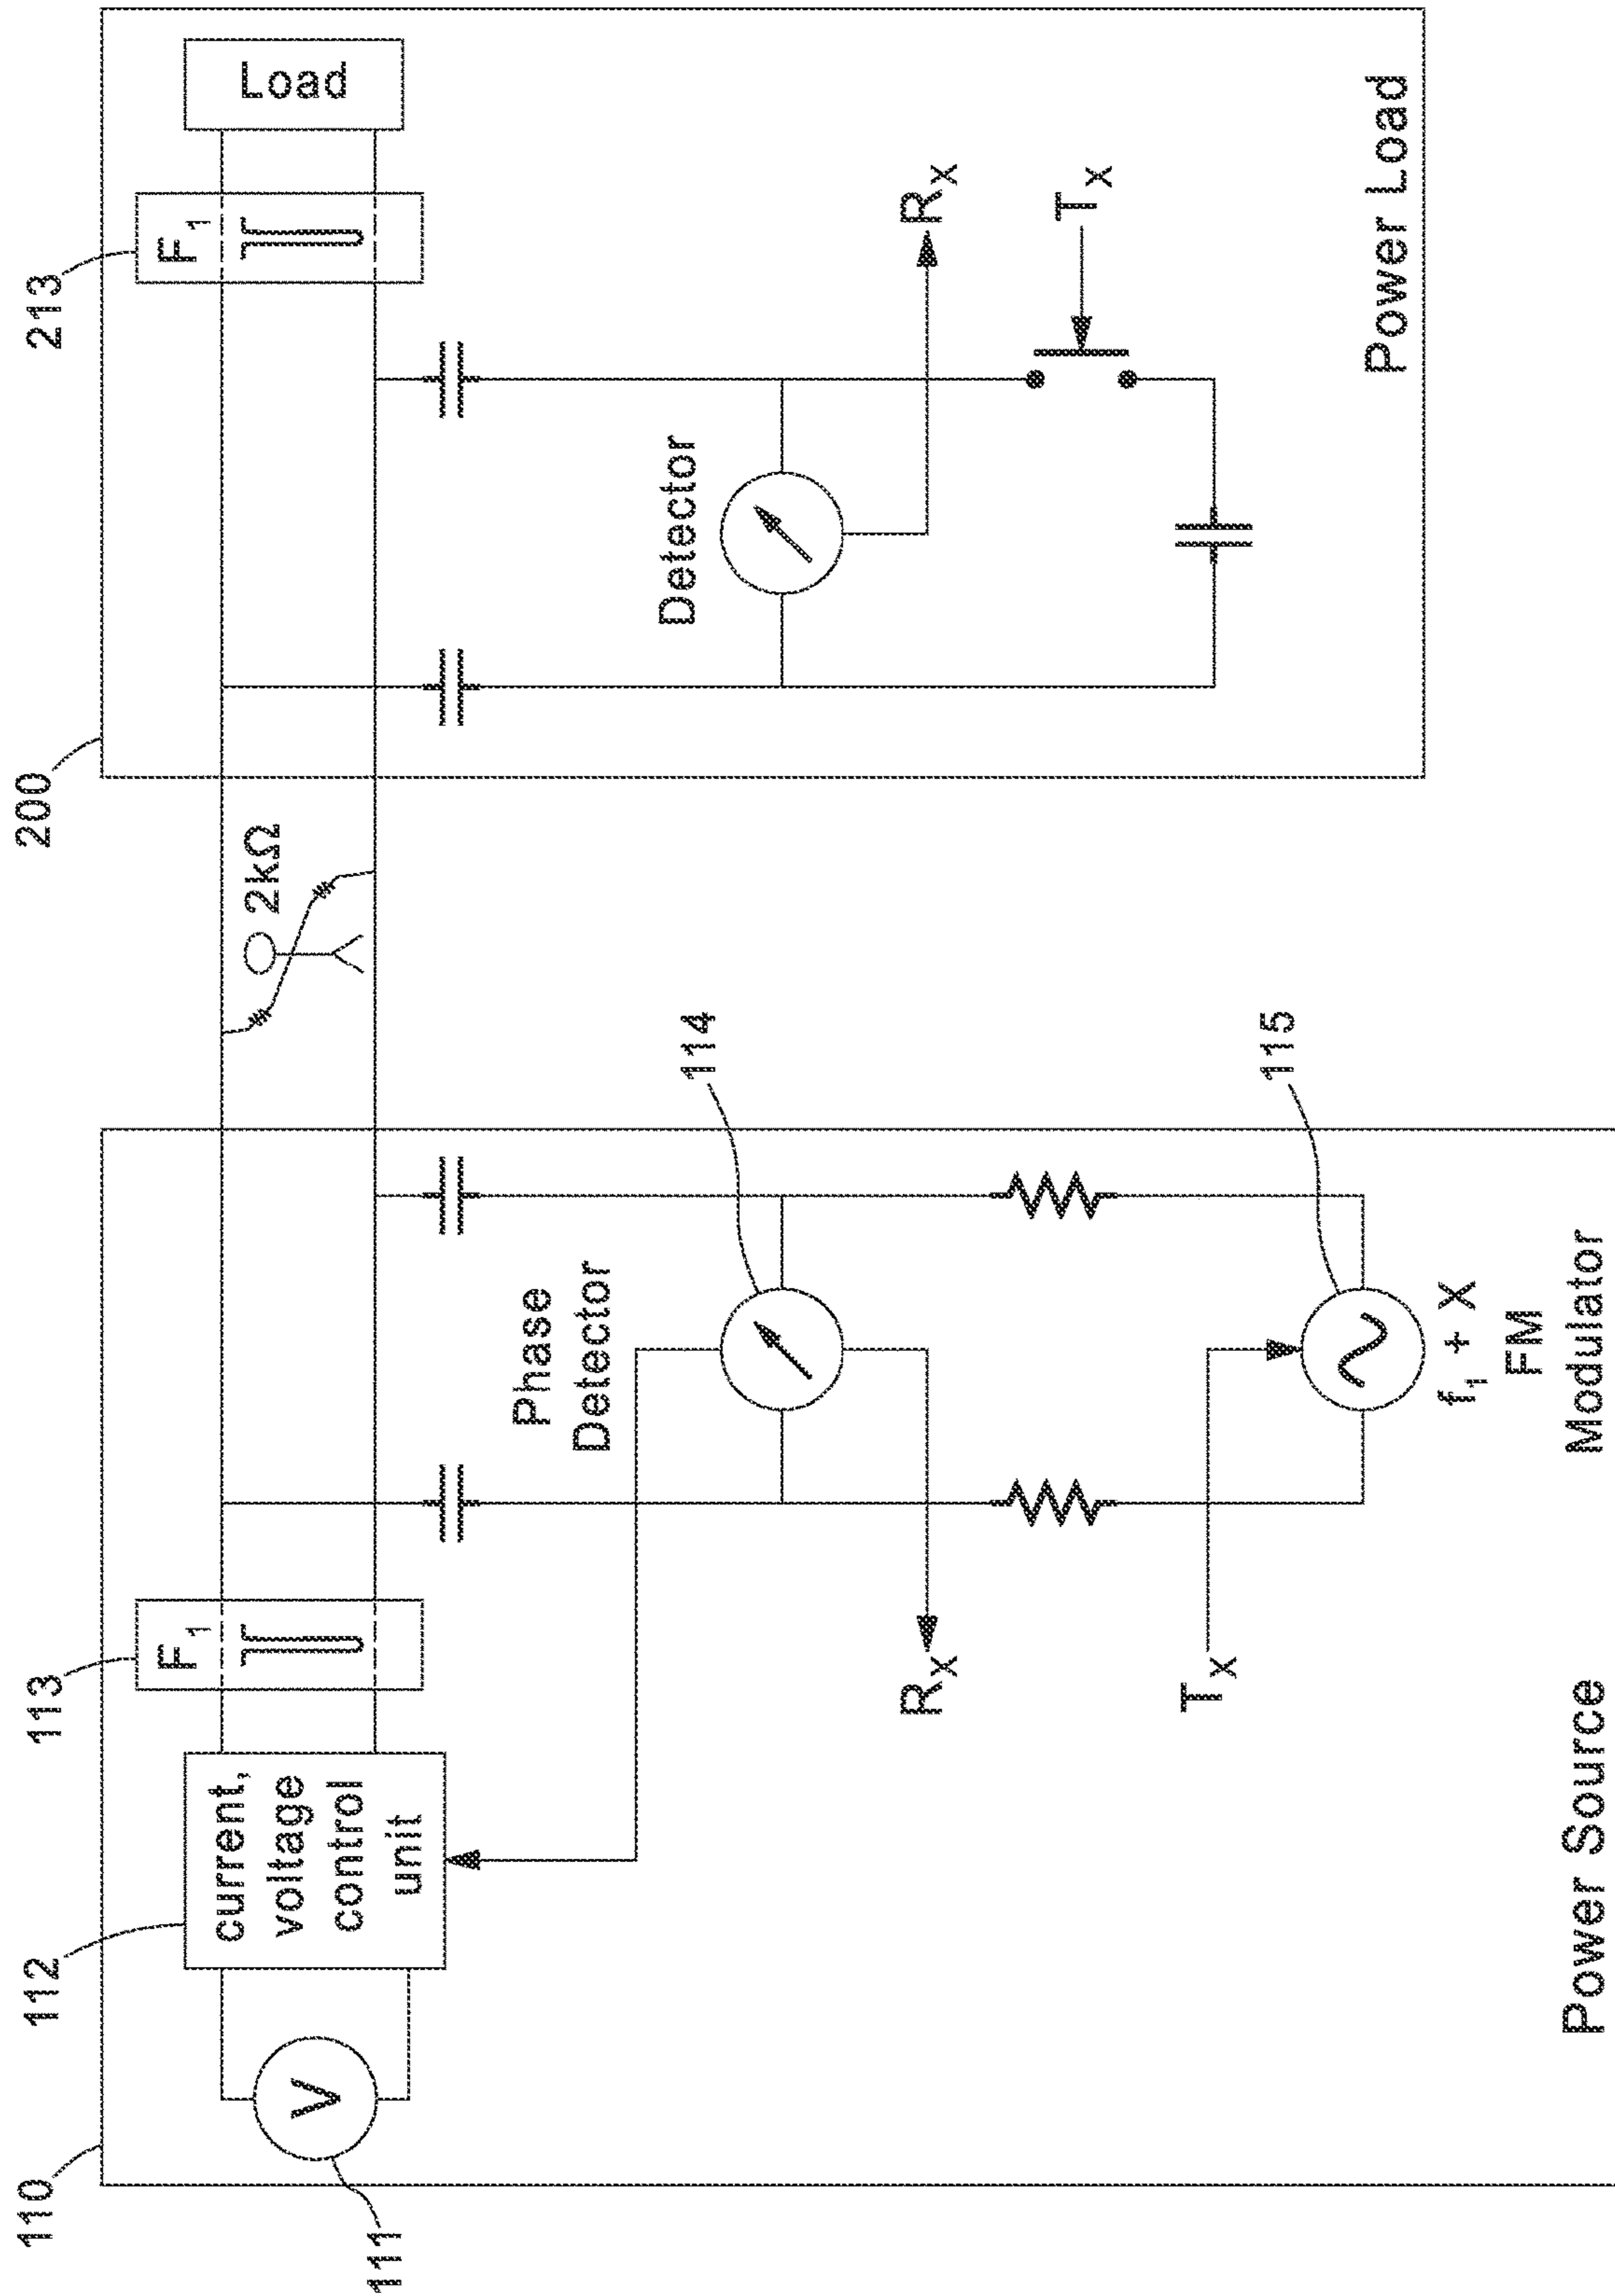 110
111
V
112
current,
voltage
control
unit
113
F1
Phase
Detector
114
RX
TX
115
f1 + X
FM
Modulator
Power Source
2kΩ
200
213
F1
Load
Detector
RX
TX
Power Load